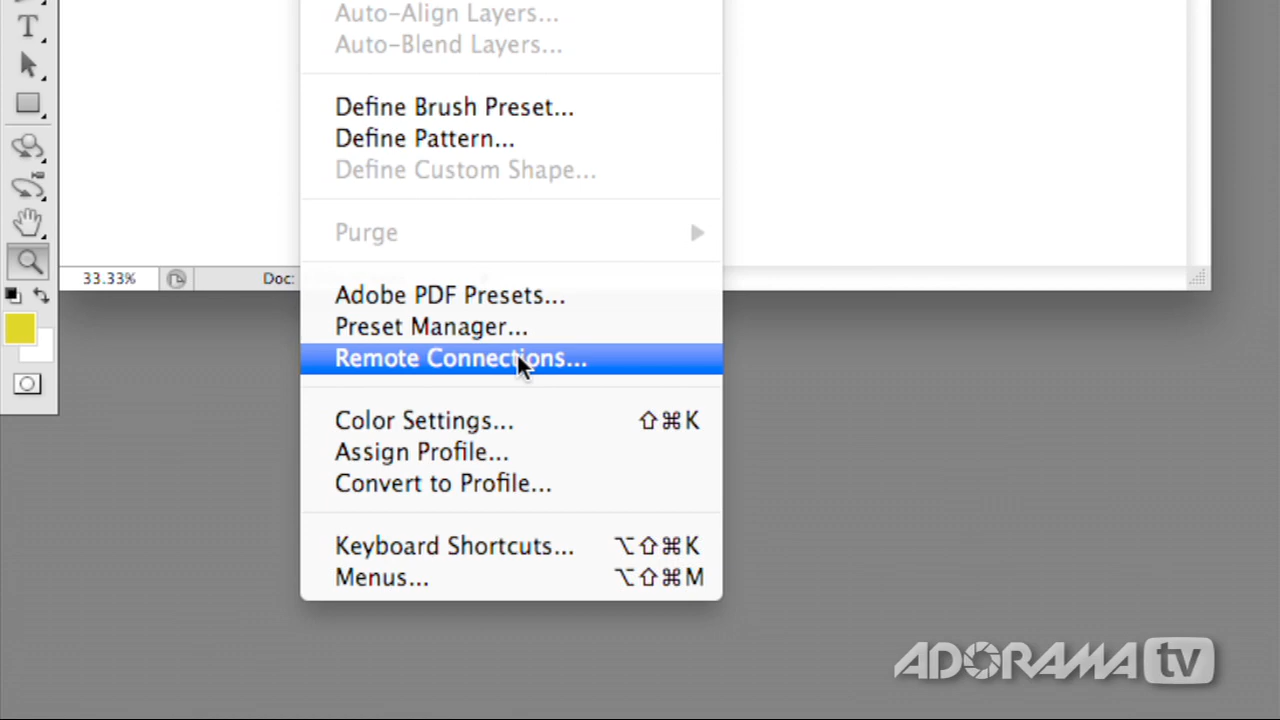 Auto-Align Layers...
Auto-Blend Layers...
Define Brush Preset...
Define Pattern...
Define Custom Shape...
Purge
33.33%
Doc:
Adobe PDF Presets...
Preset Manager...
Remote Connections...
Color Settings... ⇧⌘K
Assign Profile...
Convert to Profile...
Keyboard Shortcuts... ⌥⇧⌘K
Menus... ⌥⇧⌘M
ADORAMA tv